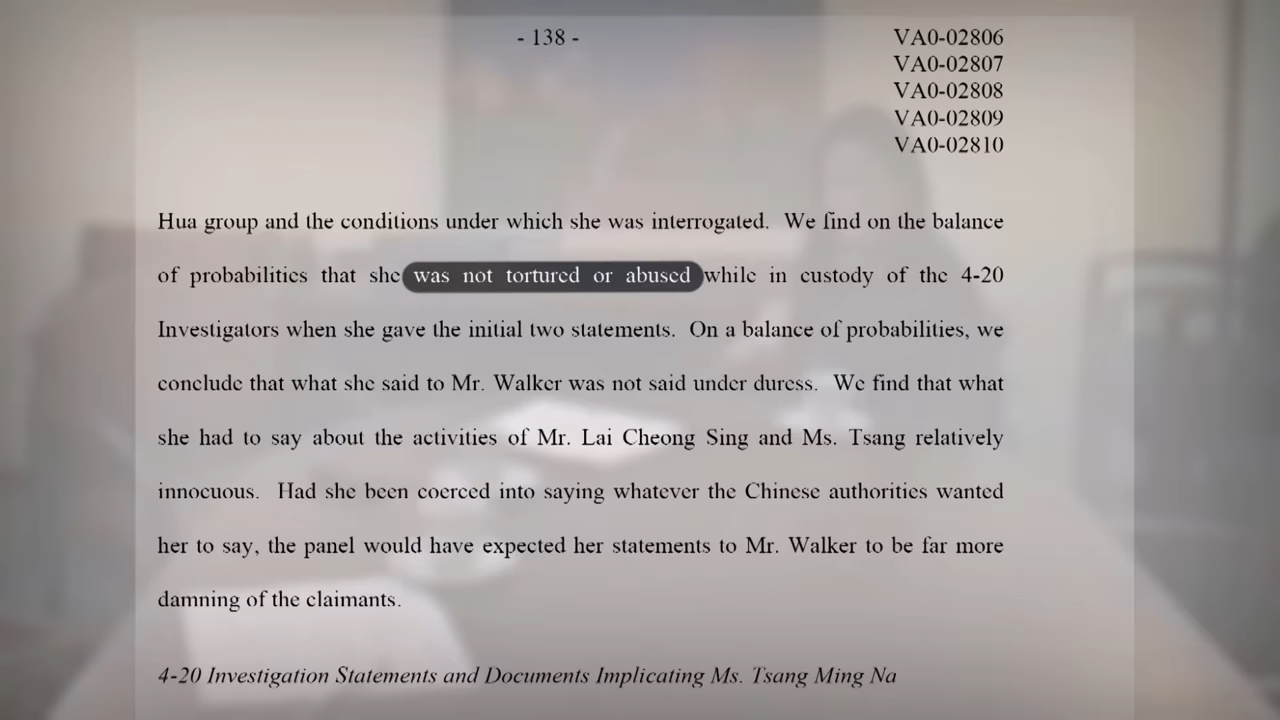 - 138 -
VA0-02806
VA0-02807
VA0-02808
VA0-02809
VA0-02810
Hua group and the conditions under which she was interrogated. We find on the balance
of probabilities that she was not tortured or abused while in custody of the 4-20
Investigators when she gave the initial two statements. On a balance of probabilities, we
conclude that what she said to Mr. Walker was not said under duress. We find that what
she had to say about the activities of Mr. Lai Cheong Sing and Ms. Tsang relatively
innocuous. Had she been coerced into saying whatever the Chinese authorities wanted
her to say, the panel would have expected her statements to Mr. Walker to be far more
damning of the claimants.
4-20 Investigation Statements and Documents Implicating Ms. Tsang Ming Na